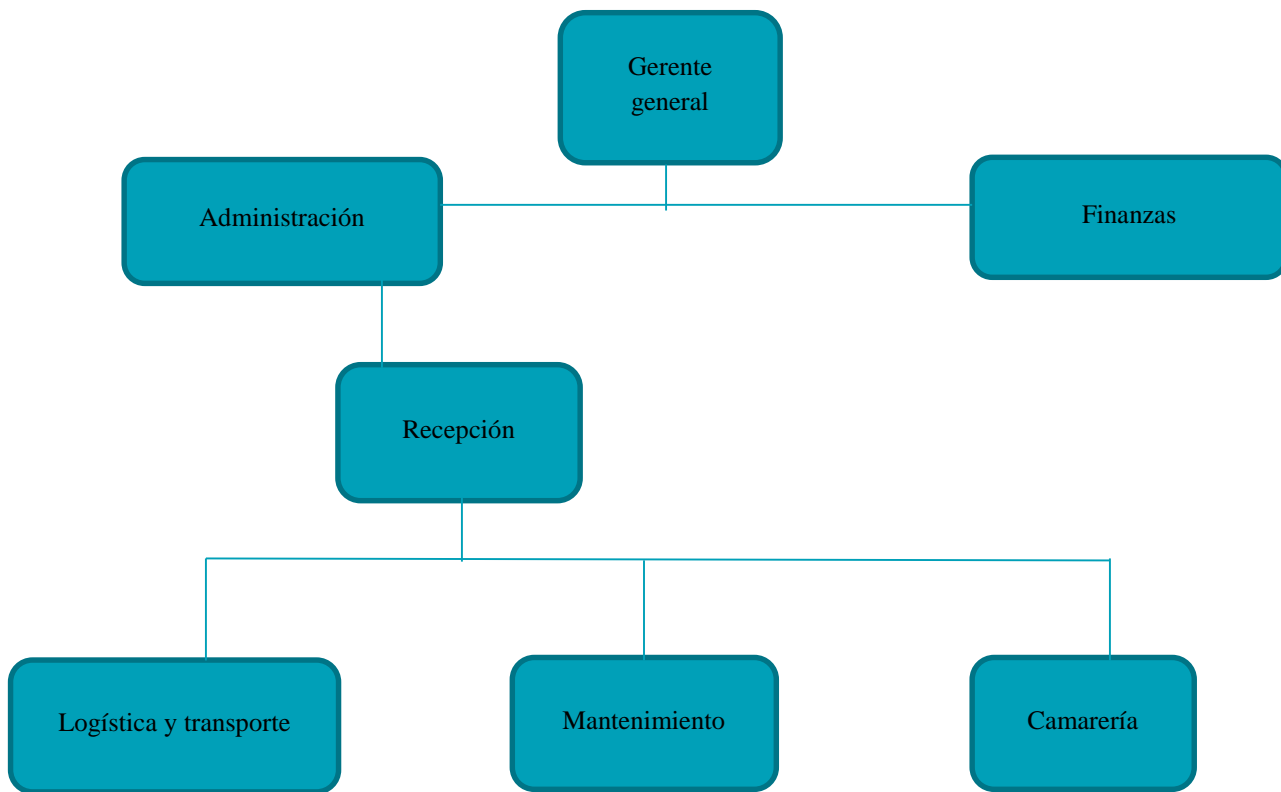 Gerente
general
Administración
Finanzas
Recepción
Logística y transporte
Mantenimiento
Camarería